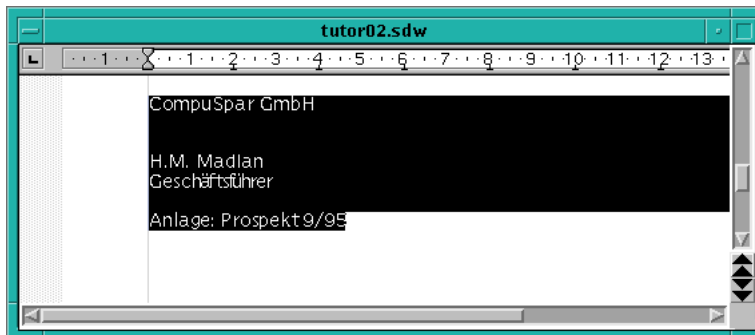 tutor02.sdw
1 1 2 3 4 5 6 7 8 9 10 11 12 13
CompuSpar GmbH
H.M. Madlan
Geschäftsführer
Anlage: Prospekt 9/95